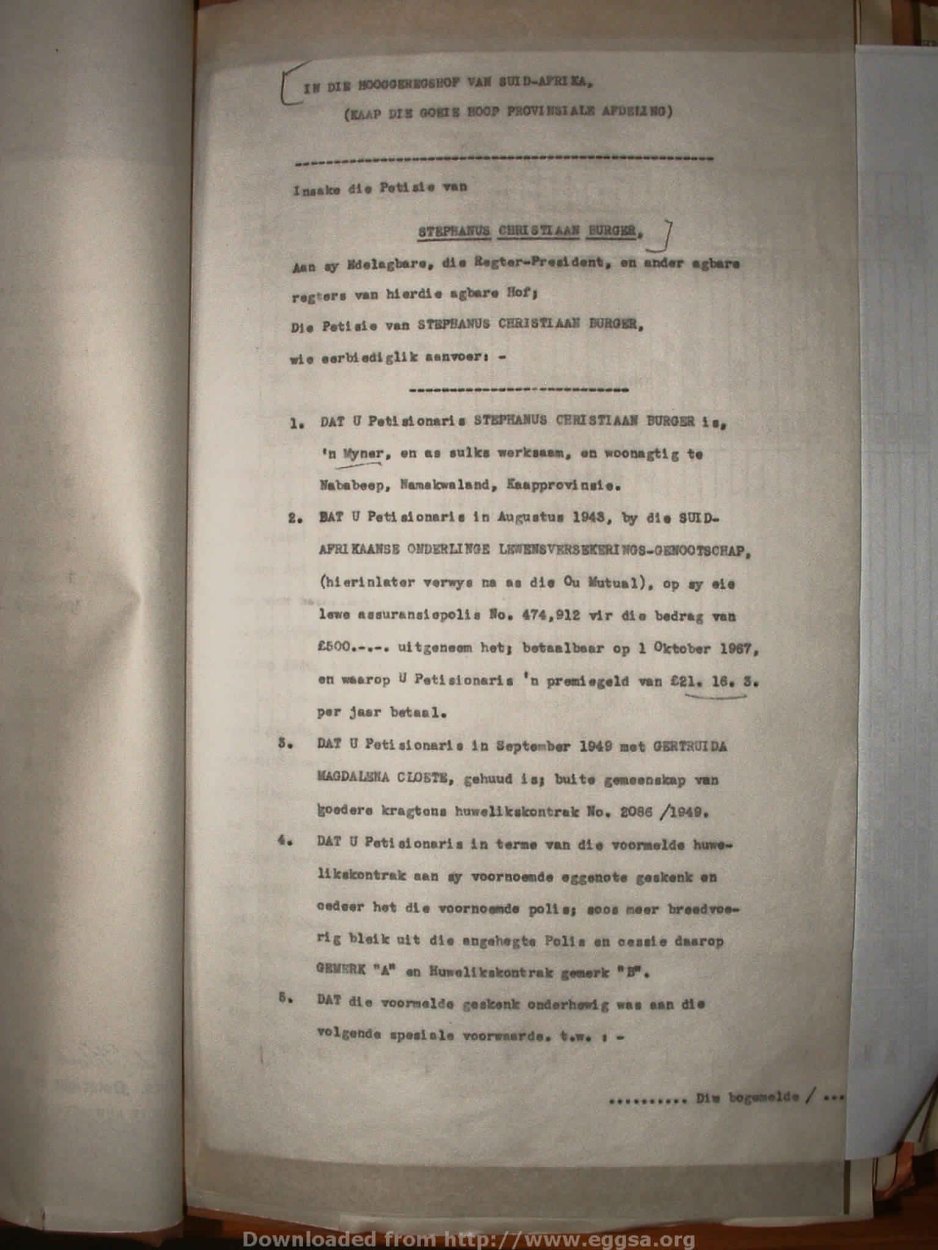 IN DIE HOOGGEREGSHOF VAN SUID-AFRIKA,
(KAAP DIE GOEIE HOOP PROVINSIALE AFDELING)
Insake die Petisie van
STEPHANUS CHRISTIAAN BURGER,
Aan sy Edelagbare, die Regter-President, en ander agbare
regters van hierdie agbare Hof;
Die Petisie van STEPHANUS CHRISTIAAN BURGER,
wie eerbiediglik aanvoer: -
1. DAT U Petisionaris STEPHANUS CHRISTIAAN BURGER is,
'n Myner, en as sulks werksaam, en woonagtig te
Nababeep, Namakwaland, Kaapprovinsie.
2. DAT U Petisionaris in Augustus 1943, by die SUID-
AFRIKAANSE ONDERLINGE LEWENSVERSEKERINGS-GENOOTSCHAP,
(hierinlater verwys na as die Ou Mutual), op sy eie
lewe assuransiepolis No. 474,912 vir die bedrag van
£500.-.-. uitgeneem het; betaalbaar op 1 Oktober 1967,
en waarop U Petisionaris 'n premiegeld van £21. 16. 3.
per jaar betaal.
3. DAT U Petisionaris in September 1949 met GERTRUIDA
MAGDALENA CLOETE, gehuud is; buite gemeenskap van
goedere kragtens huwelikskontrak No. 2086 /1949.
4. DAT U Petisionaris in terme van die voormelde huwe-
likskontrak aan sy voornoemde eggenote geskenk en
cedeer het die voornoemde polis; soos meer breedvoe-
rig bleik uit die angehegte Polis en cessie daarop
GEMERK "A" en Huwelikskontrak gemerk "B".
5. DAT die voormelde geskenk onderhewig was aan die
volgende spesiale voorwaarde. t.w. : -
.......... Die bogemelde / ...
Downloaded from http://www.eggsa.org